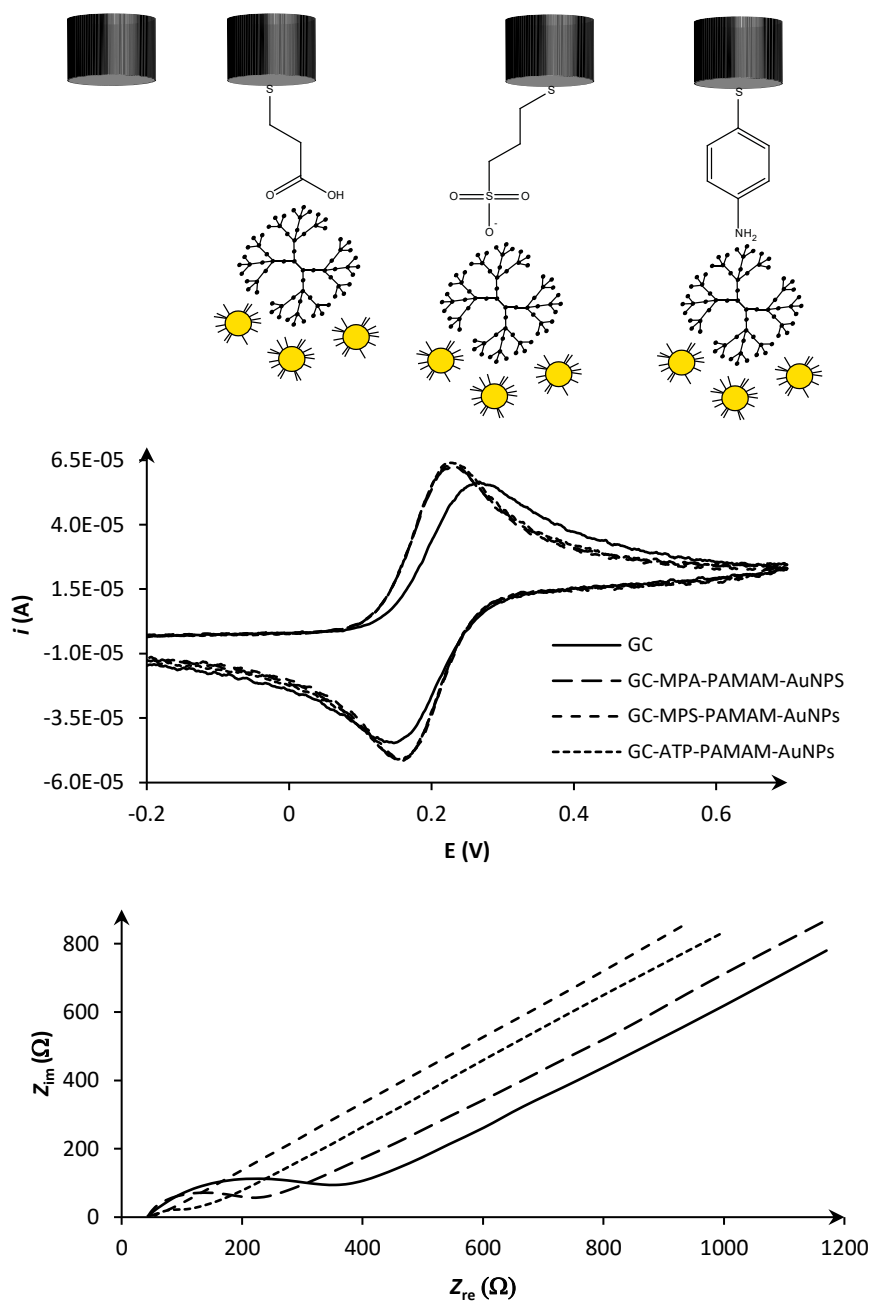 S
S
S
O
OH
O
S
O
O
-
NH2
6.5E-05
4.0E-05
1.5E-05
-1.0E-05
-3.5E-05
-6.0E-05
i (A)
GC
GC-MPA-PAMAM-AuNPS
GC-MPS-PAMAM-AuNPs
GC-ATP-PAMAM-AuNPs
-0.2 0 0.2 0.4 0.6
E (V)
800
600
400
200
0
Zim (Ω)
0 200 400 600 800 1000 1200
Zre (Ω)